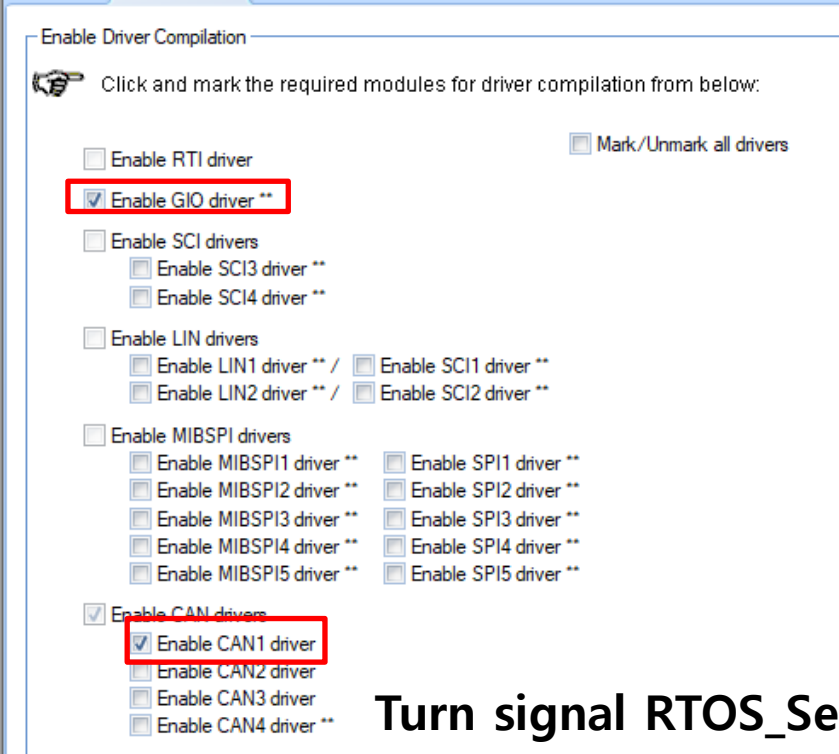 Enable Driver Compilation
Click and mark the required modules for driver compilation from below:
Mark/Unmark all drivers
Enable RTI driver
Enable GIO driver **
Enable SCI drivers
Enable SCI3 driver **
Enable SCI4 driver **
Enable LIN drivers
Enable LIN1 driver ** / Enable SCI1 driver **
Enable LIN2 driver ** / Enable SCI2 driver **
Enable MIBSPI drivers
Enable MIBSPI1 driver ** Enable SPI1 driver **
Enable MIBSPI2 driver ** Enable SPI2 driver **
Enable MIBSPI3 driver ** Enable SPI3 driver **
Enable MIBSPI4 driver ** Enable SPI4 driver **
Enable MIBSPI5 driver ** Enable SPI5 driver **
Enable CAN drivers
Enable CAN1 driver
Enable CAN2 driver
Enable CAN3 driver
Enable CAN4 driver **
Turn signal RTOS_Se